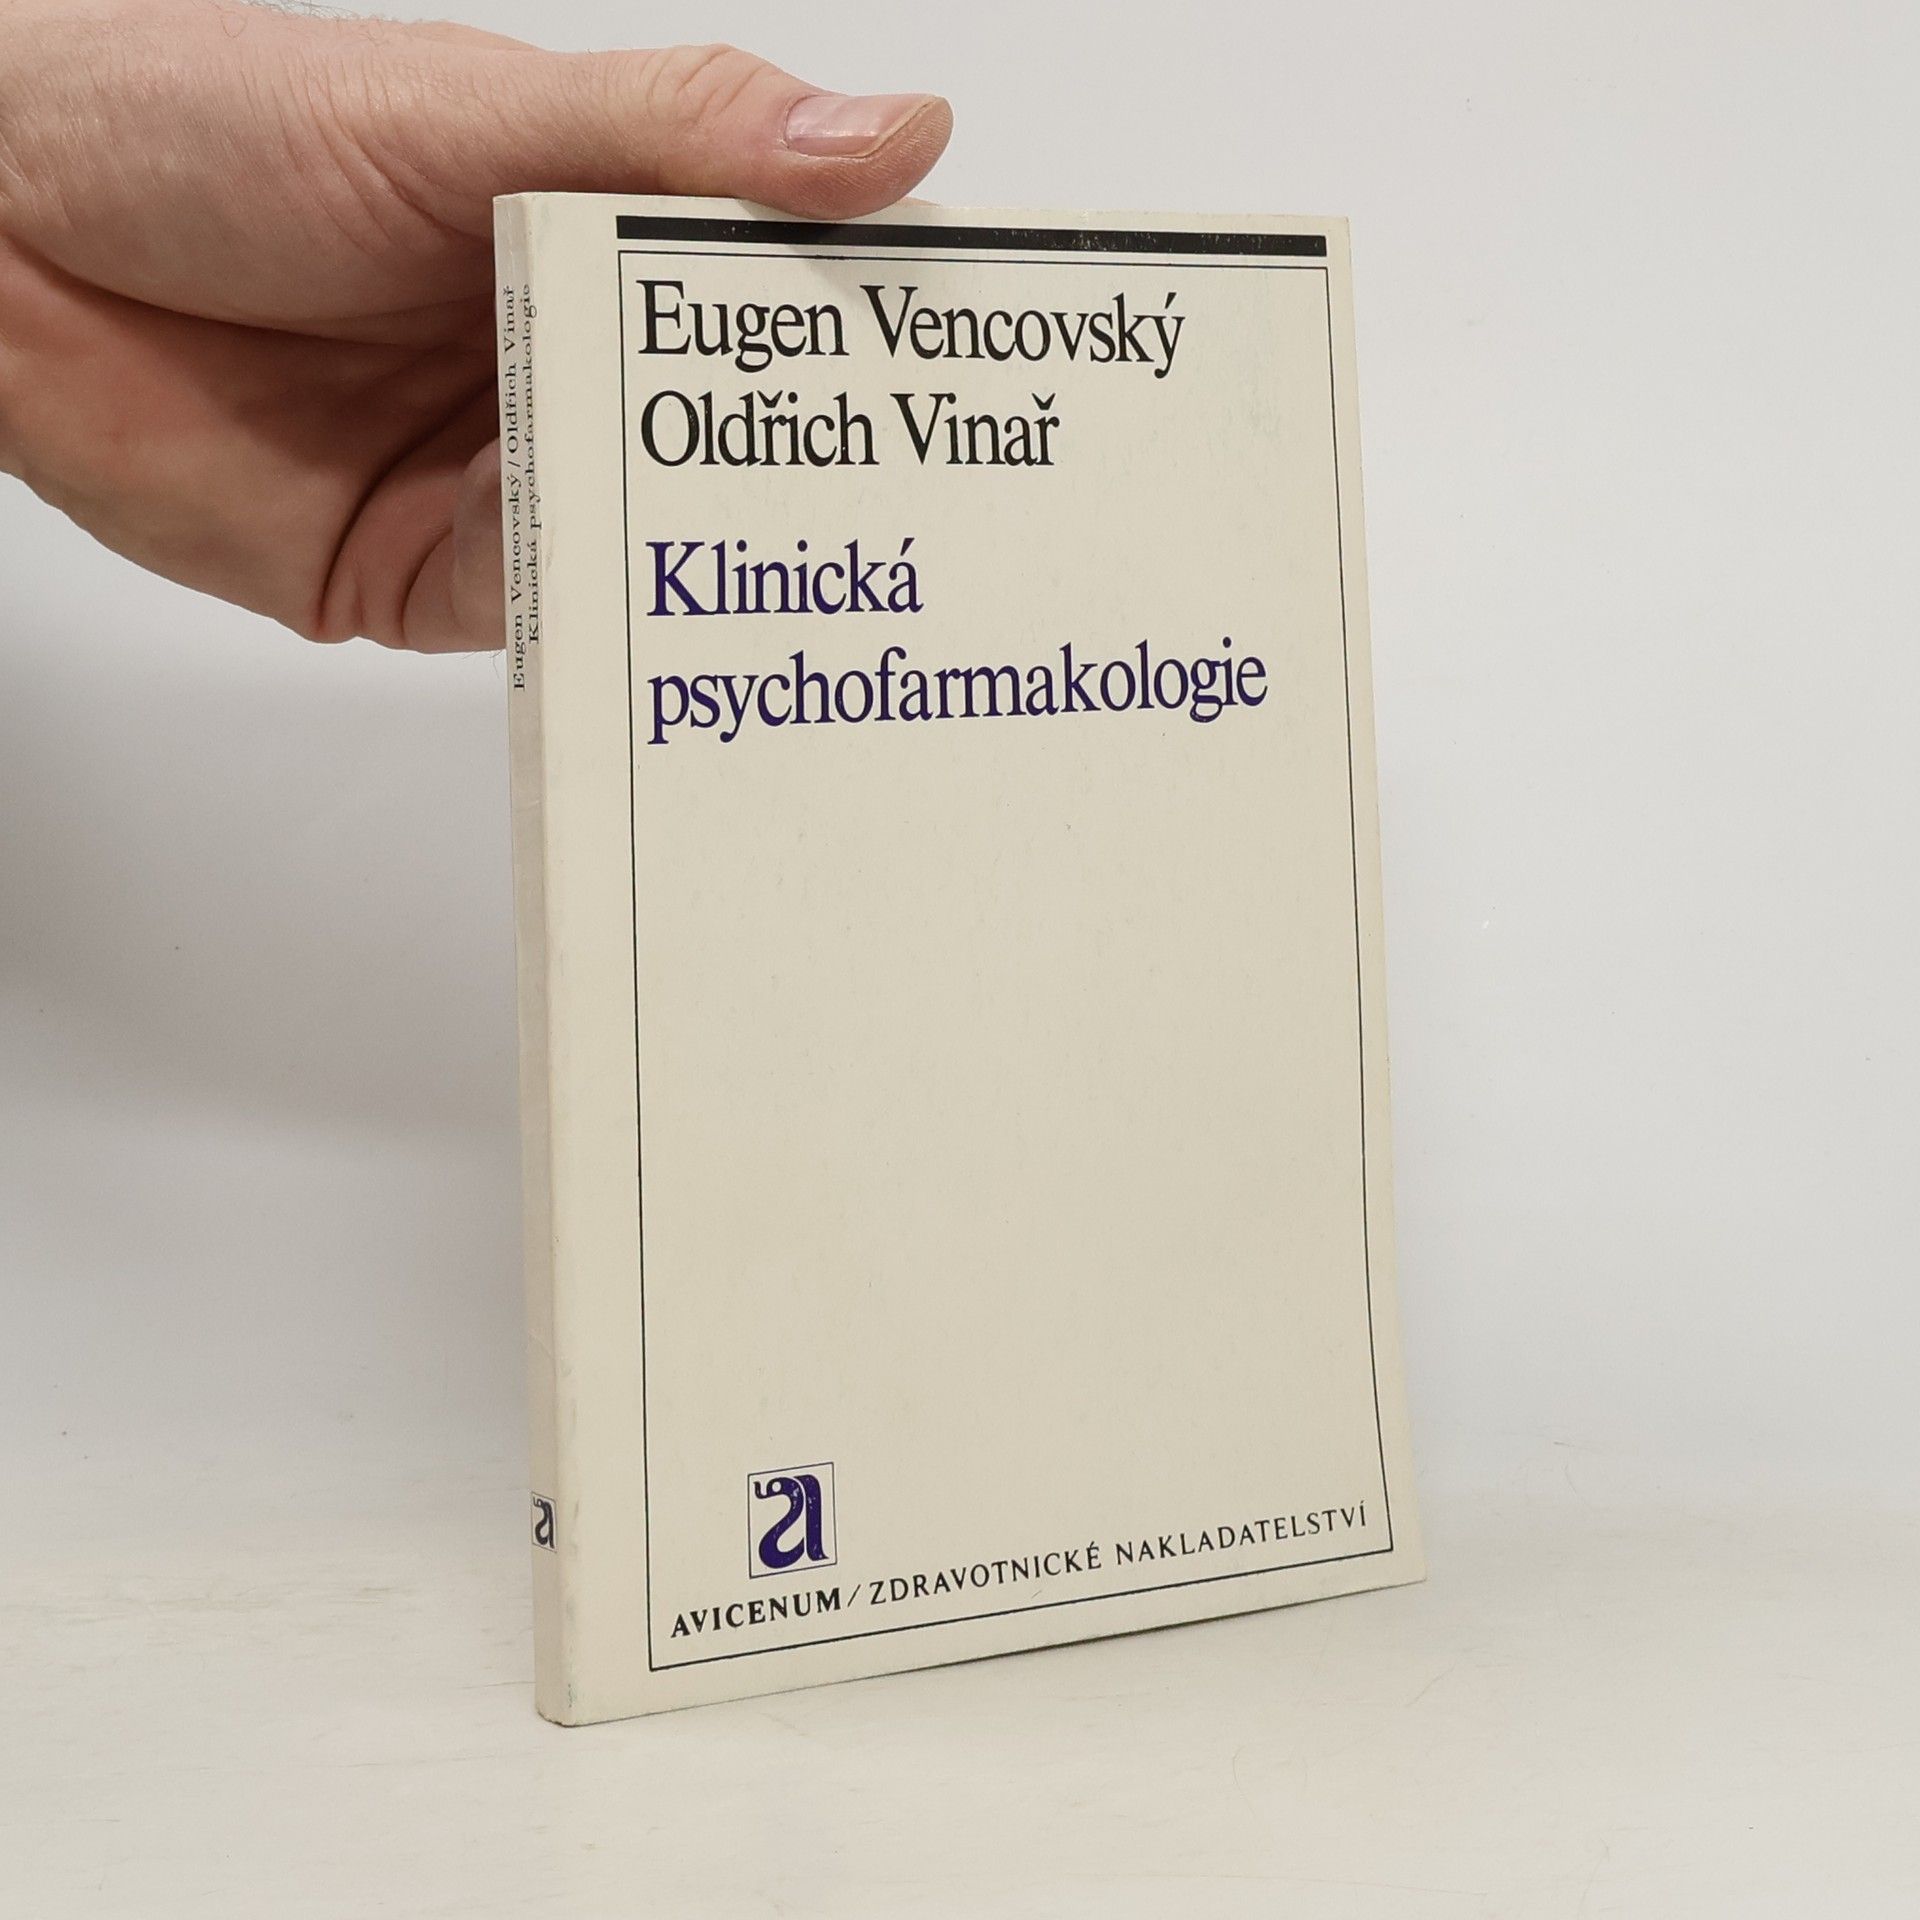 Eugen Vencovský
Oldřich Vinař
Klinická
psychofarmakologie
AVICENUM/ZDRAVOTNICKÉ NAKLADATELSTVÍ
Eugen Vencovský/Oldřich Vinař
Klinická psychofarmakologie